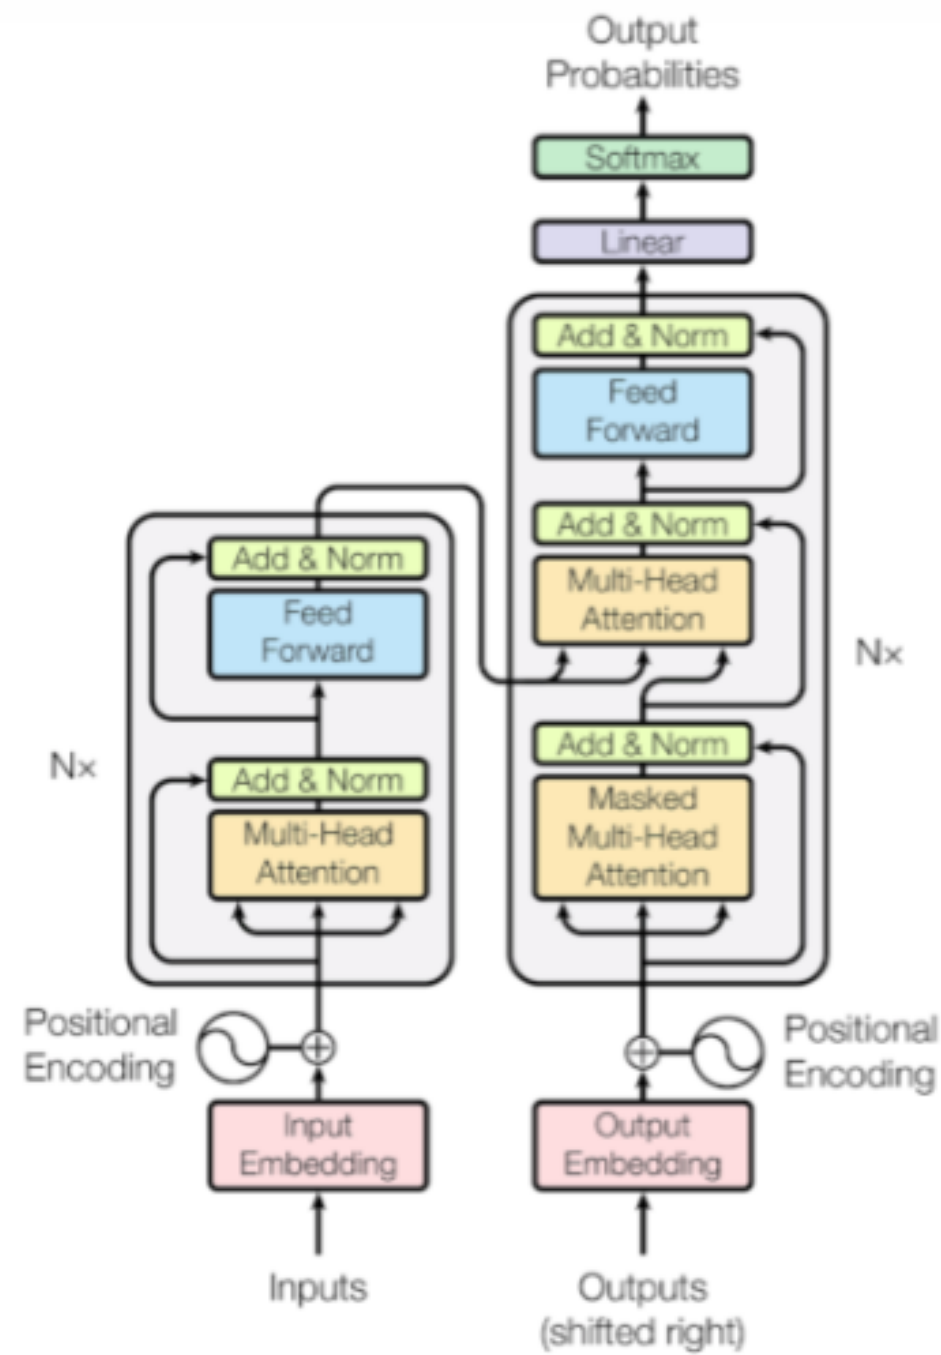 Output
Probabilities
Softmax
Linear
Add & Norm
Feed
Forward
Add & Norm
Multi-Head
Attention
Add & Norm
Masked
Multi-Head
Attention
Nx
Add & Norm
Feed
Forward
Add & Norm
Multi-Head
Attention
Nx
Positional
Encoding
Positional
Encoding
Input
Embedding
Output
Embedding
Inputs
Outputs
(shifted right)